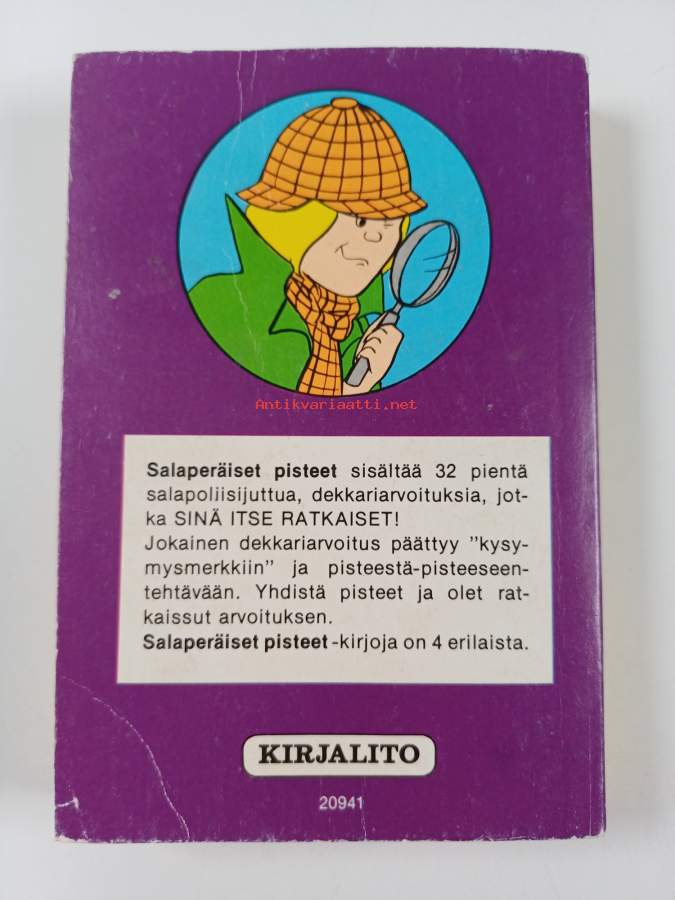 Antikvariaatti.net
Salaperäiset pisteet sisältää 32 pientä
salapoliisijuttua, dekkariarvoituksia, jot-
ka SINÄ ITSE RATKAISET!
Jokainen dekkariarvoitus päättyy ”kysy-
mysmerkkiin” ja pisteestä-pisteeseen-
tehtävään. Yhdistä pisteet ja olet rat-
kaissut arvoituksen.
Salaperäiset pisteet -kirjoja on 4 erilaista.
KIRJALITO
20941